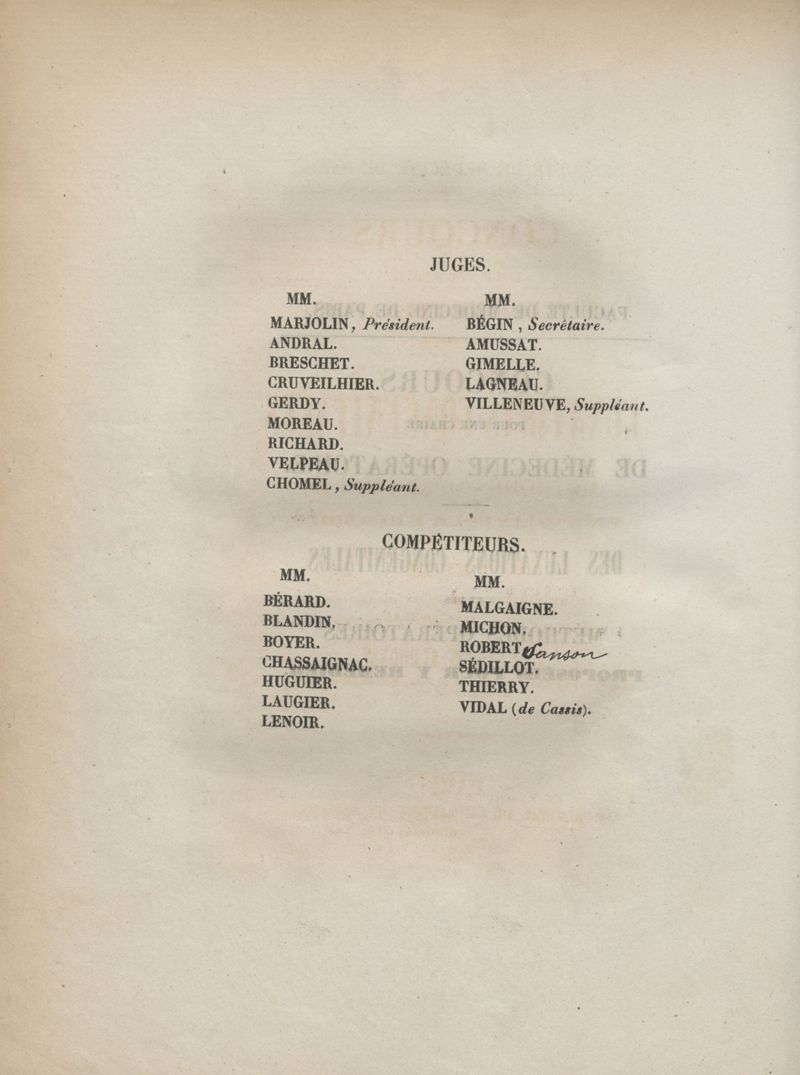 JUGES.
MM.
MARJOLIN, Président.
ANDRAL.
BRESCHET.
CRUVEILHIER.
GERDY.
MOREAU.
RICHARD.
VELPEAU.
CHOMEL, Suppléant.
MM.
BÉGIN, Secrétaire.
AMUSSAT.
GIMELLE.
LAGNEAU.
VILLENEUVE, Suppléant.
COMPÉTITEURS.
MM.
BÉRARD.
BLANDIN.
BOYER.
CHASSAIGNAC.
HUGUIER.
LAUGIER.
LENOIR.
MM.
MALGAIGNE.
MICHON.
ROBERT Sanson
SÉDILLOT.
THIERRY.
VIDAL (de Cassis).